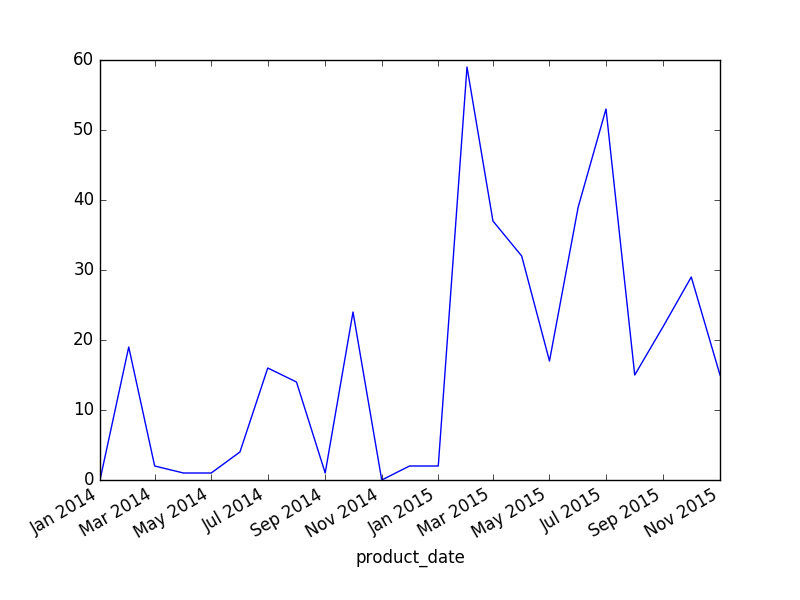 60
50
40
30
20
10
0
Jan 2014
Mar 2014
May 2014
Jul 2014
Sep 2014
Nov 2014
Jan 2015
Mar 2015
May 2015
Jul 2015
Sep 2015
Nov 2015
product_date